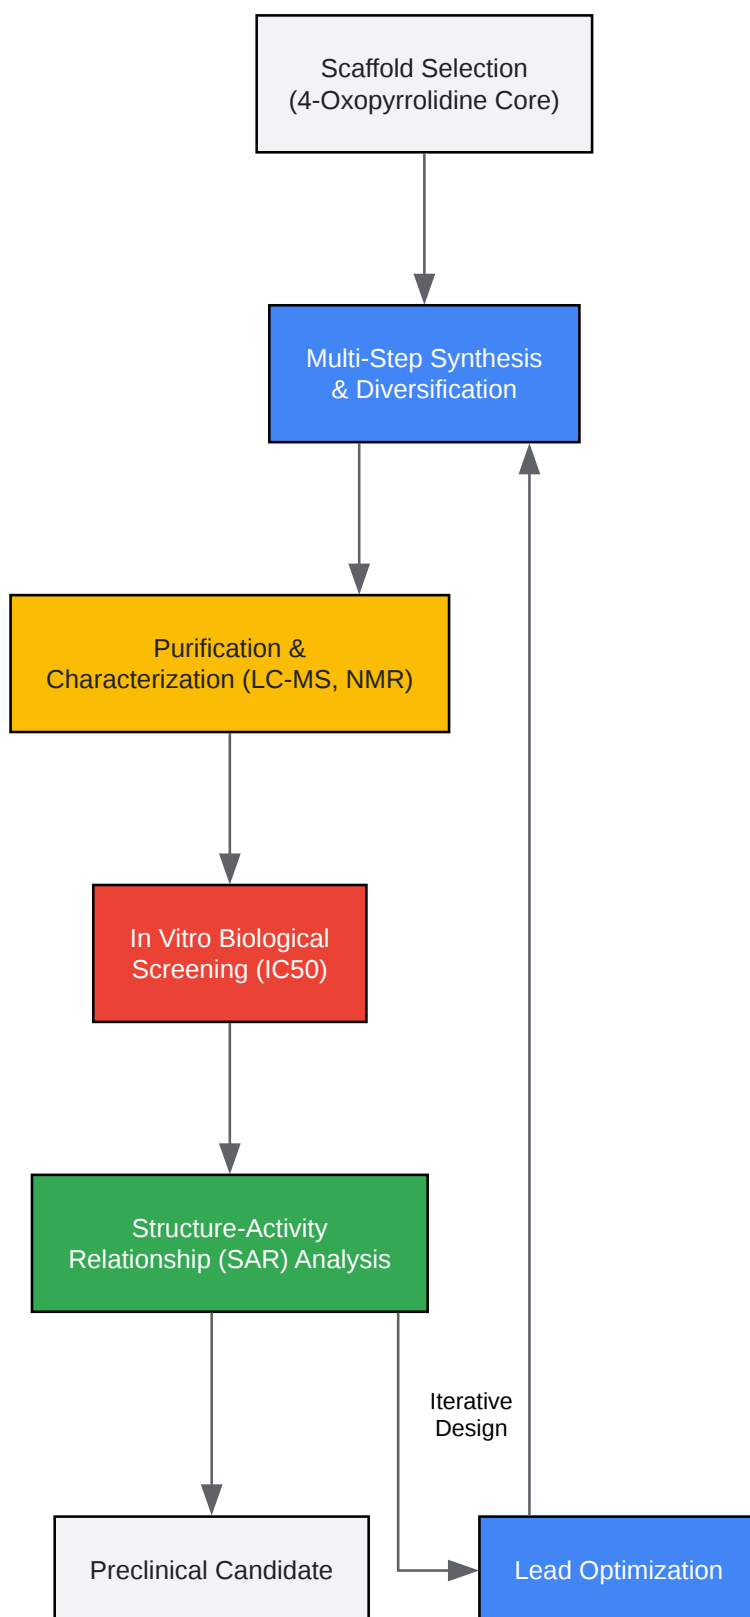 Scaffold Selection
(4-Oxopyrrolidine Core)
Multi-Step Synthesis
& Diversification
Purification &
Characterization (LC-MS, NMR)
In Vitro Biological
Screening (IC50)
Structure-Activity
Relationship (SAR) Analysis
Iterative
Design
Preclinical Candidate
Lead Optimization